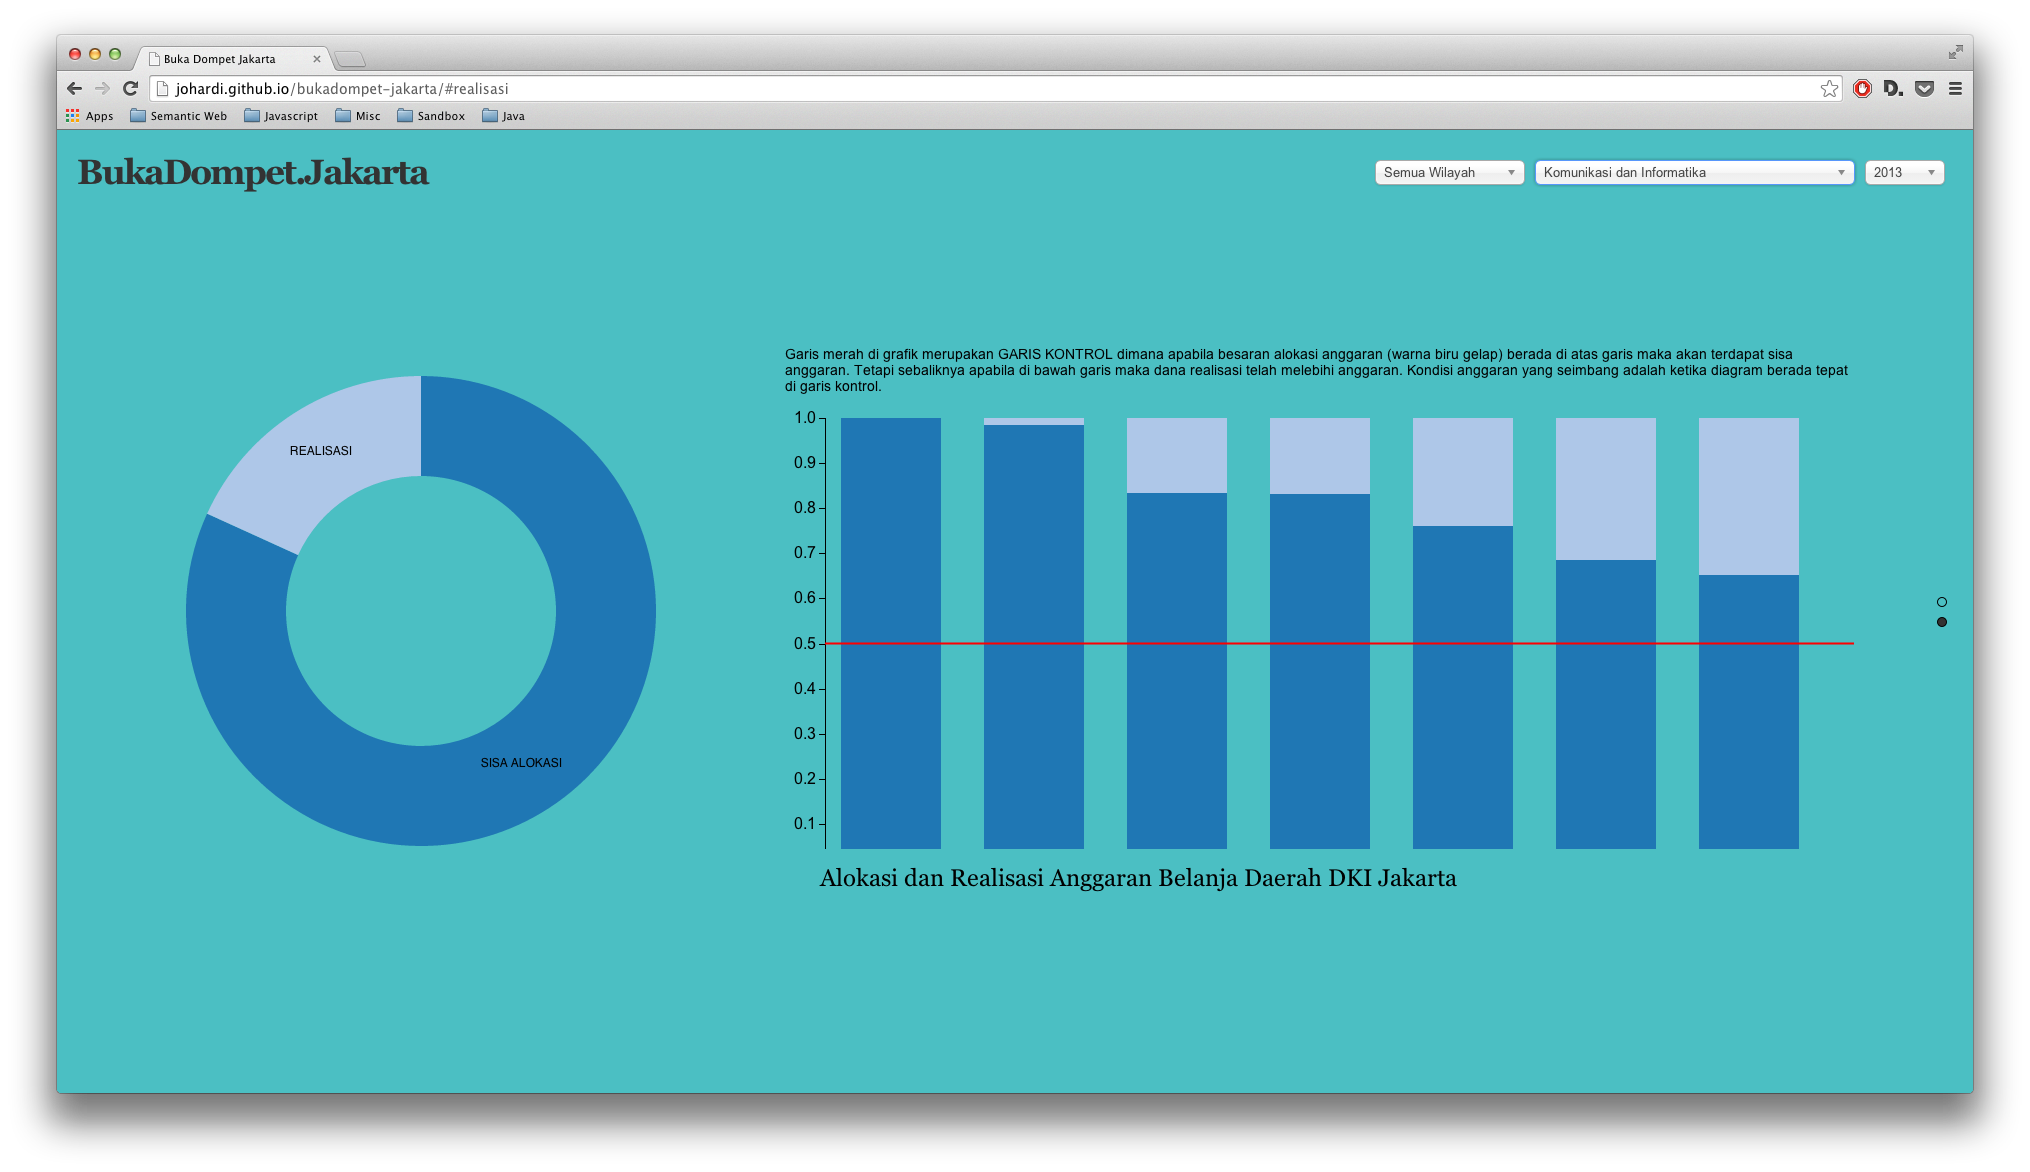 Buka Dompet Jakarta
johardi.github.io/bukadompet-jakarta/#realisasi
Apps Semantic Web Javascript Misc Sandbox Java
BukaDompet.Jakarta
Semua Wilayah Komunikasi dan Informatika 2013
Garis merah di grafik merupakan GARIS KONTROL dimana apabila besaran alokasi anggaran (warna biru gelap) berada di atas garis maka akan terdapat sisa
anggaran. Tetapi sebaliknya apabila di bawah garis maka dana realisasi telah melebihi anggaran. Kondisi anggaran yang seimbang adalah ketika diagram berada tepat
di garis kontrol.
REALISASI
SISA ALOKASI
1.0
0.9
0.8
0.7
0.6
0.5
0.4
0.3
0.2
0.1
Alokasi dan Realisasi Anggaran Belanja Daerah DKI Jakarta